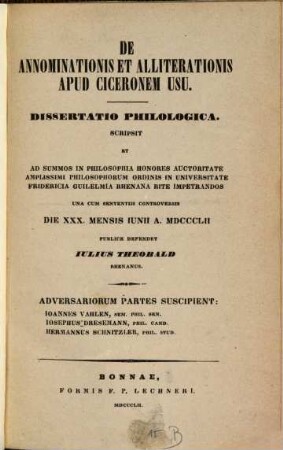 DE
ANNOMINATIONIS ET ALLITERATIONIS
APUD CICERONEM USU.
DISSERTATIO PHILOLOGICA.
SCRIPSIT
ET
AD SUMMOS IN PHILOSOPHIA HONORES AUCTORITATE
AMPLISSIMI PHILOSOPHORUM ORDINIS IN UNIVERSITATE
FRIDERICIA GUILELMIA RHENANA RITE IMPETRANDOS
UNA CUM SENTENTIIS CONTROVERSIS
DIE XXX. MENSIS IUNII A. MDCCCLII
PUBLICE DEFENDET
IULIUS THEOBALD
RHENANUS.
ADVERSARIORUM PARTES SUSCIPIENT:
IOANNES VAHLEN, SEM. PHIL. SEN.
IOSEPHUS DRESEMANN, PHIL. CAND.
HERMANNUS SCHNITZLER, PHIL. STUD.
BONNAE,
FORMIS F. P. LECHNERI.
MDCCCLII.